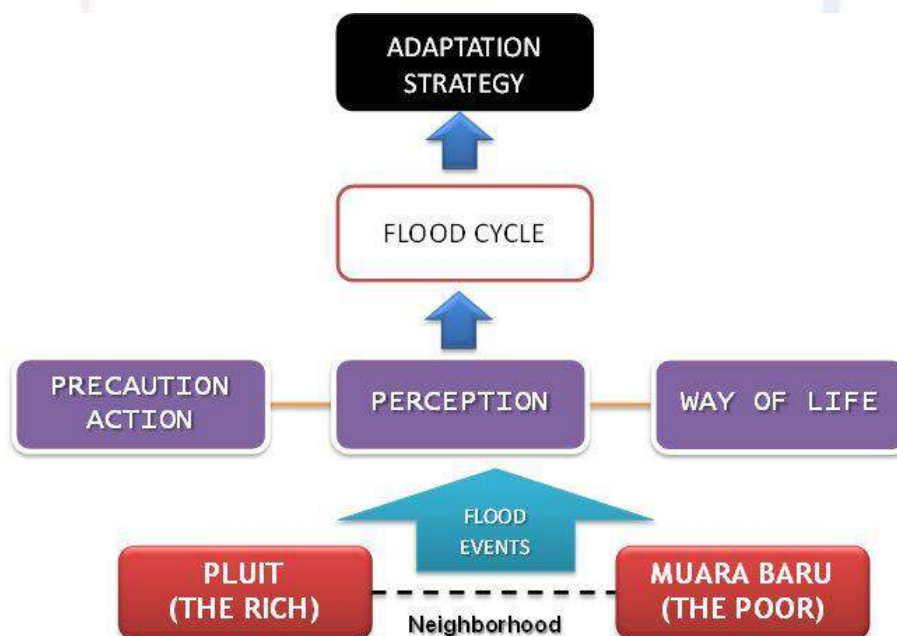 ADAPTATION
STRATEGY
FLOOD CYCLE
PRECAUTION
ACTION
PERCEPTION
WAY OF LIFE
FLOOD
EVENTS
PLUIT
(THE RICH)
MUARA BARU
(THE POOR)
Neighborhood